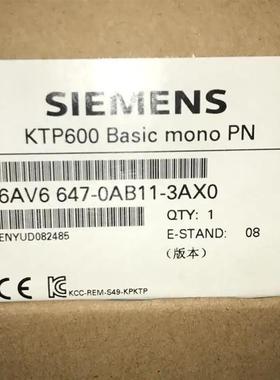 SIEMENS
KTP600 Basic mono PN
6AV6 647-0AB11-3AX0
ENYUD082485
QTY: 1
E-STAND: 08
(版本)
CE
KCC-REM-S49-KPKTP